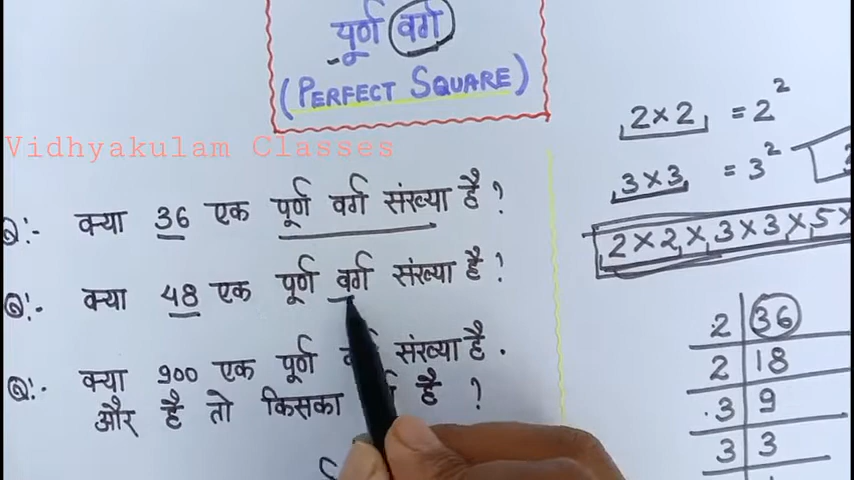 पूर्ण वर्ग
(PERFECT SQUARE)
Vidhyakulam Classes
Q:- क्या 36 एक पूर्ण वर्ग संख्या है?
Q:- क्या 48 एक पूर्ण वर्ग संख्या है?
Q:- क्या 900 एक पूर्ण संख्या है.
और है तो किसका है ?
2×2 = 2²
3×3 = 3²
2×2×3×3×5×
2 36
2 18
3 9
3 3